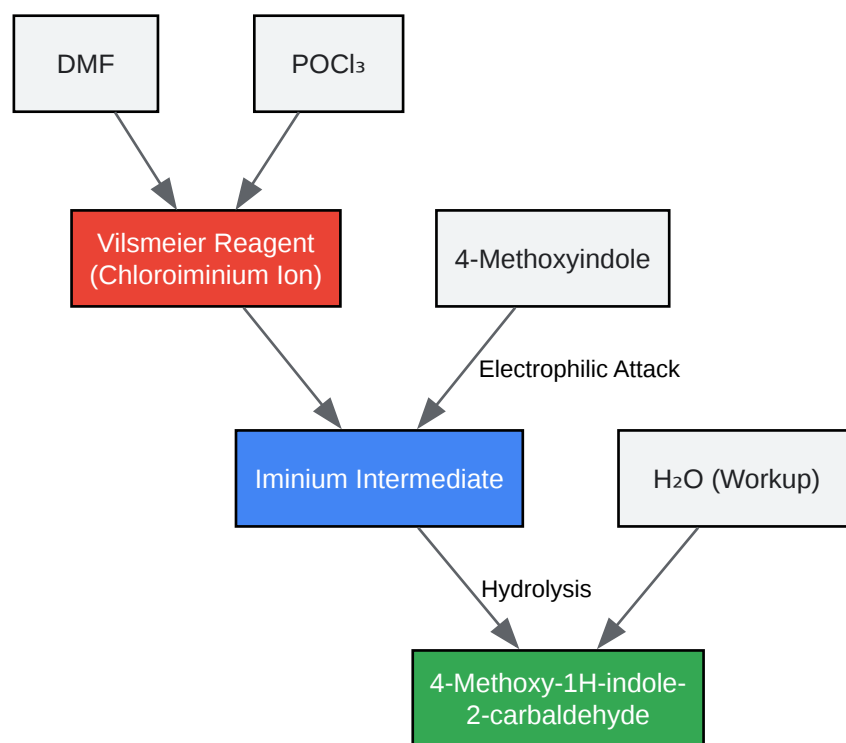 DMF
POCl₃
Vilsmeier Reagent
(Chloroiminium Ion)
4-Methoxyindole
Electrophilic Attack
Iminium Intermediate
H₂O (Workup)
Hydrolysis
4-Methoxy-1H-indole-
2-carbaldehyde